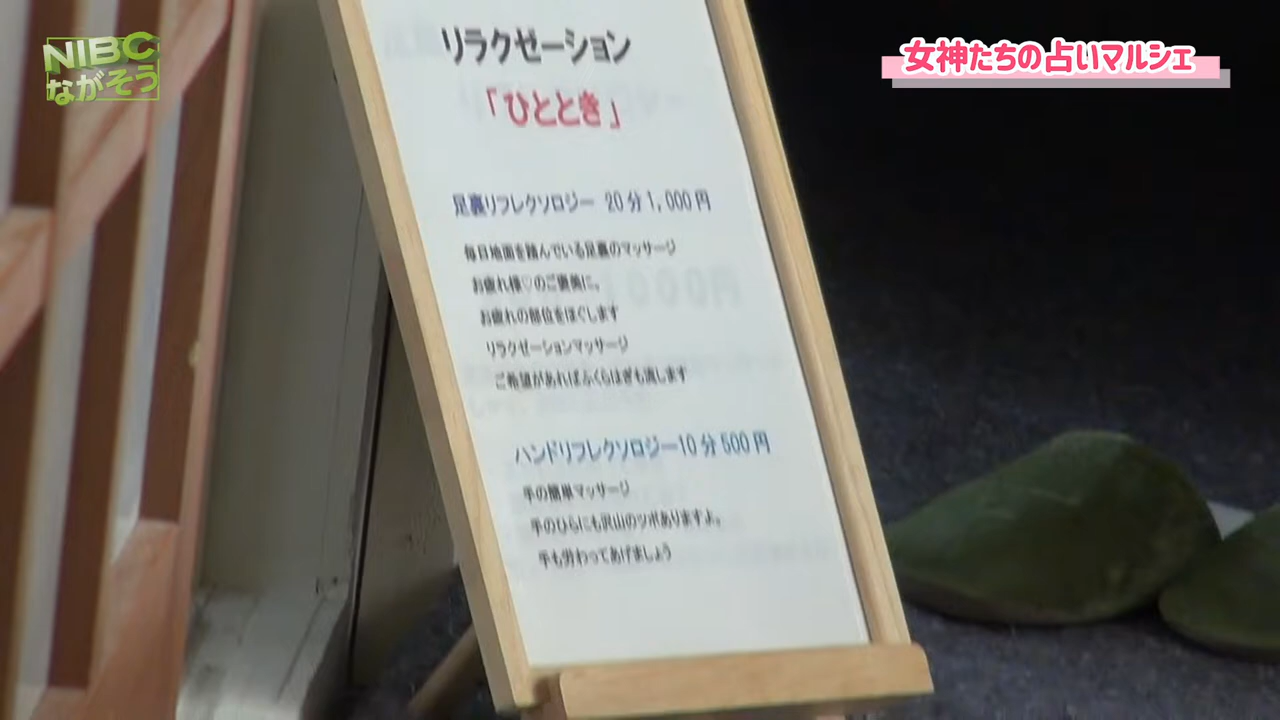 NIBC
ながそう
女神たちの占いマルシェ
リラクゼーション
「ひととき」
足裏リフレクソロジー 20分1,000円
毎日地面を踏んでいる足裏のマッサージ
お疲れ様♡のご褒美に。
お疲れの部位をほぐします
リラクゼーションマッサージ
ご希望があればふくらはぎも流します
ハンドリフレクソロジー10分500円
手の簡単マッサージ
手のひらにも沢山のツボありますよ。
手も労わってあげましょう